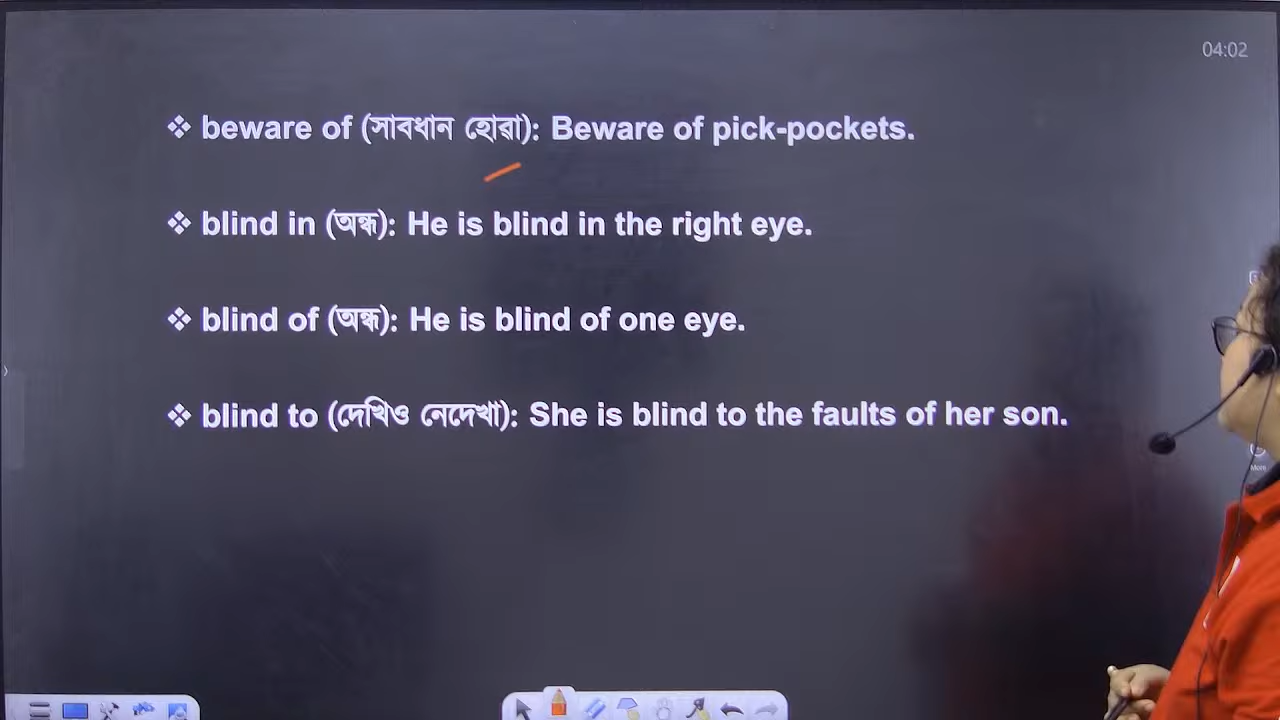 04:02
❖ beware of (সাবধান হোৱা): Beware of pick-pockets.
❖ blind in (অন্ধ): He is blind in the right eye.
❖ blind of (অন্ধ): He is blind of one eye.
❖ blind to (দেখিও নেদেখা): She is blind to the faults of her son.
More